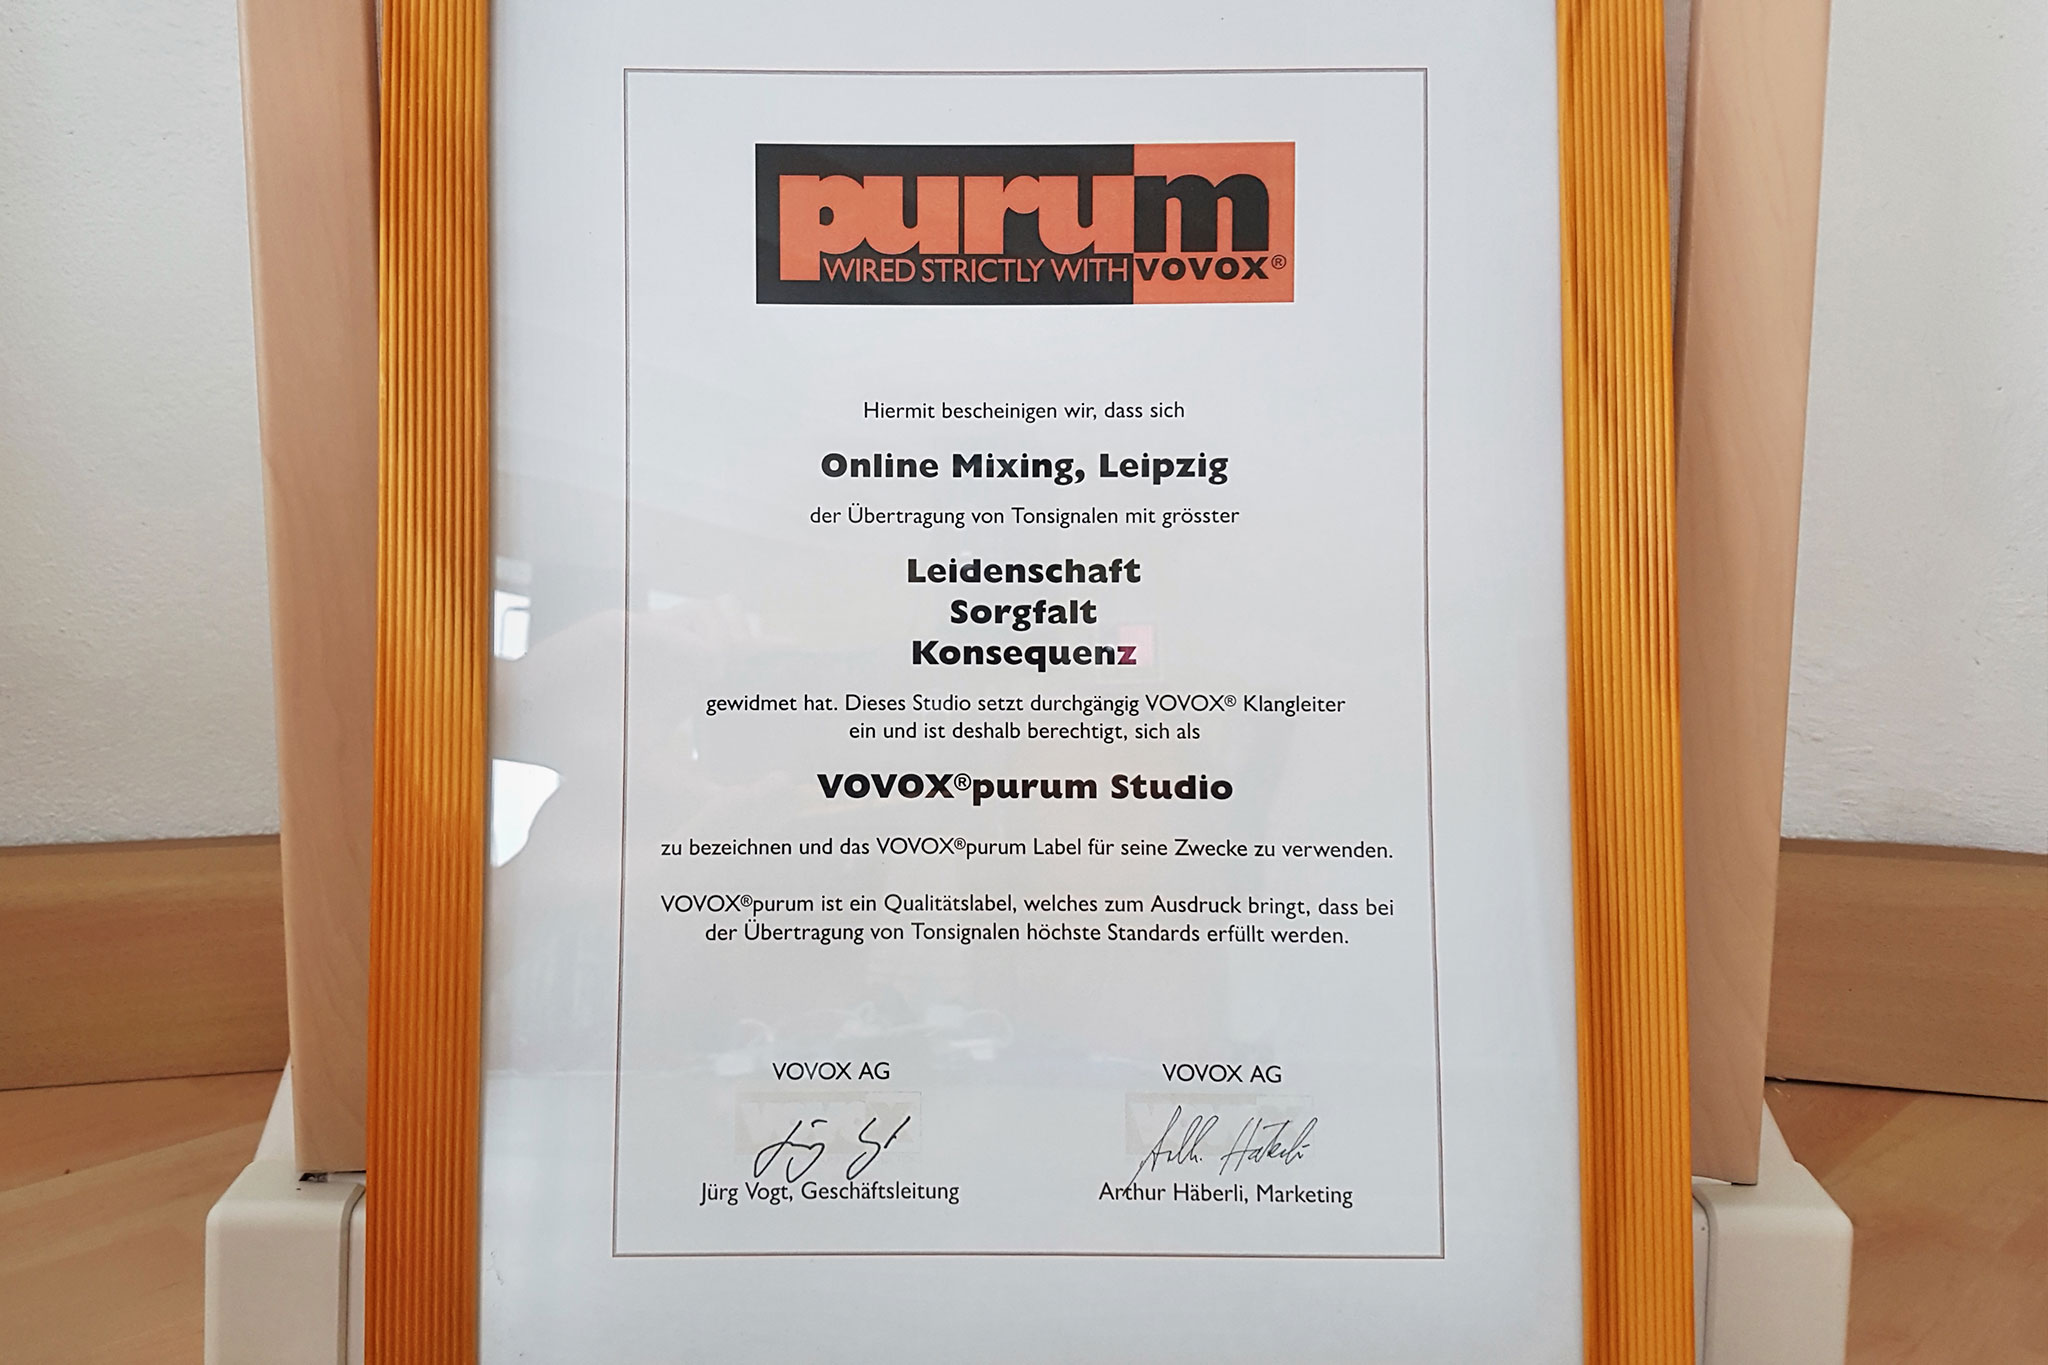 purum
WIRED STRICTLY WITH VOVOX®
Hiermit bescheinigen wir, dass sich
Online Mixing, Leipzig
der Übertragung von Tonsignalen mit grösster
Leidenschaft
Sorgfalt
Konsequenz
gewidmet hat. Dieses Studio setzt durchgängig VOVOX® Klangleiter
ein und ist deshalb berechtigt, sich als
VOVOX®purum Studio
zu bezeichnen und das VOVOX®purum Label für seine Zwecke zu verwenden.
VOVOX®purum ist ein Qualitätslabel, welches zum Ausdruck bringt, dass bei
der Übertragung von Tonsignalen höchste Standards erfüllt werden.
VOVOX AG VOVOX AG
Jürg Vogt, Geschäftsleitung Arthur Häberli, Marketing